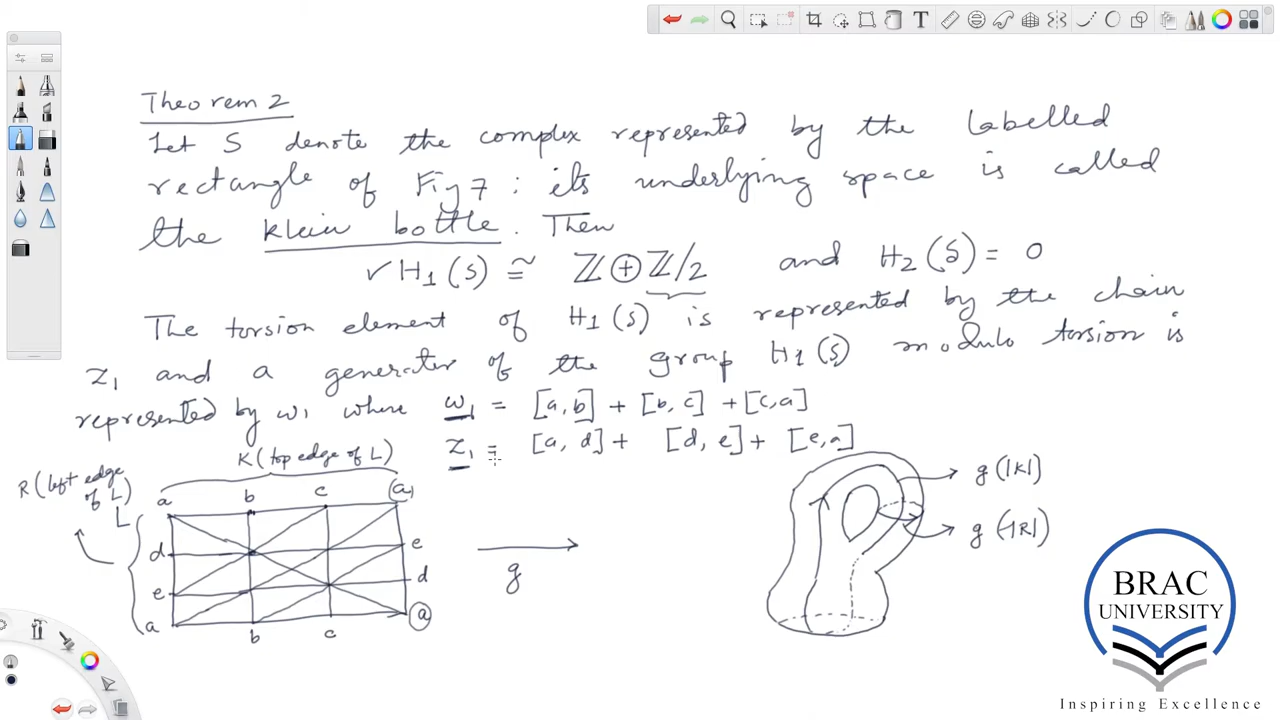 Theorem 2
Let S denote the complex represented by the labelled
rectangle of Fig 7 : its underlying space is called
the Klein bottle. Then
√ H₁(S) ≅ ℤ ⊕ ℤ/2 and H₂(S) = 0
The torsion element of H₁(S) is represented by the chain
z₁ and a generator of the group H₁(S) modulo torsion is
represented by w₁ where w₁ = [a, b] + [b, c] + [c, a]
z₁ = [a, d] + [d, e] + [e, a]
K (top edge of L)
R (left edge
of L)
L
a b c a
d e
e d
a b c a
g
g(|K|)
g(|R|)
BRAC
UNIVERSITY
Inspiring Excellence